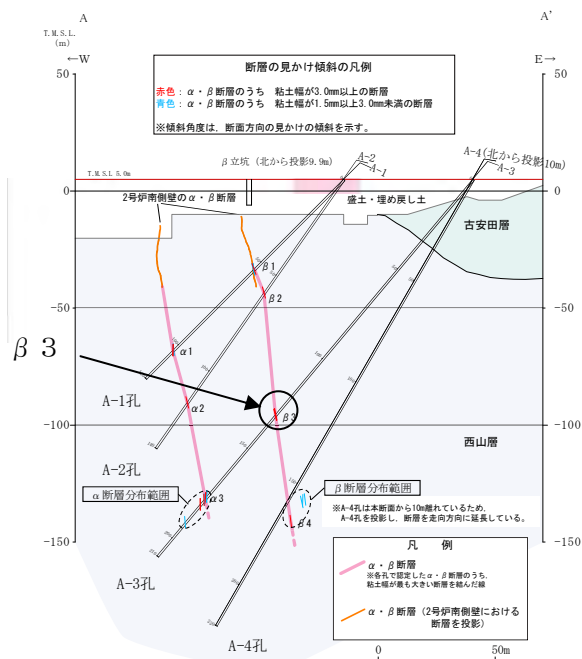 A
A'
T.M.S.L.
(m)
←W
E→
断層の見かけ傾斜の凡例
赤色：α・β断層のうち 粘土幅が3.0mm以上の断層
青色：α・β断層のうち 粘土幅が1.5mm以上3.0mm未満の断層
※傾斜角度は、断面方向の見かけの傾斜を示す。
50
50
β立坑（北から投影9.9m）
A-2
A-1
A-4(北から投影10m)
A-3
T.M.S.L 5.0m
0
0
2号炉南側壁のα・β断層
盛土・埋め戻し土
古安田層
β1
β2
-50
-50
β３
α1
α2
A-1孔
β3
-100
-100
A-2孔
西山層
α断層分布範囲
α3
β断層分布範囲
β4
※A-4孔は本断面から10m離れているため、
A-4孔を投影し、断層を走向方向に延長している。
-150
-150
A-3孔
凡 例
α・β断層
※各孔で認定したα・β断層のうち、
粘土幅が最も大きい断層を結んだ線
α・β断層（2号炉南側壁における
断層を投影）
A-4孔
0
50m